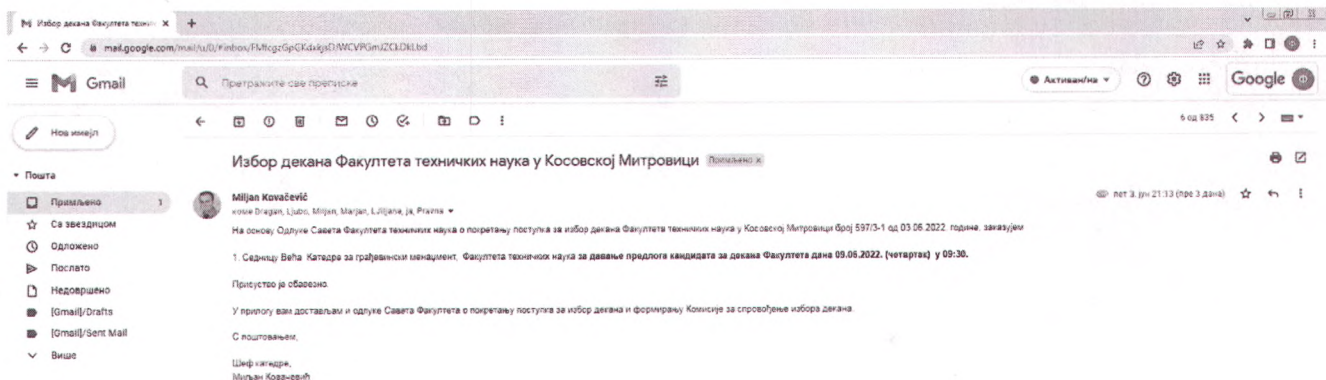 Избор декана Факултета технич
mail.google.com/mail/u/0/#inbox/
Gmail
Претражите све преписке
Активан/на
Google
Нов имејл
6 од 835
Избор декана Факултета техничких наука у Косовској Митровици Примљено x
Пошта
Примљено 1
Miljan Kovačević
пет 3. јун 21:13 (пре 3 дана)
коме Dragan, Ljubo, Miljan, Marjan, LJiljana, ja, Pravna
Са звездицом
На основу Одлуке Савета Факултета техничких наука о покретању поступка за избор декана Факултета техничких наука у Косовској Митровици број 597/3-1 од 03.06.2022. године, заказујем
Одложено
1. Седницу Већа Катедре за грађевински менаџмент, Факултета техничких наука за давање предлога кандидата за декана Факултета дана 09.06.2022. (четвртак) у 09:30.
Послато
Недовршено
Присуство је обавезно.
[Gmail]/Drafts
У прилогу вам достављам и одлуке Савета Факултета о покретању поступка за избор декана и формирању Комисије за спровођење избора декана.
[Gmail]/Sent Mail
С поштовањем,
Више
Шеф катедре,
Миљан Ковачевић